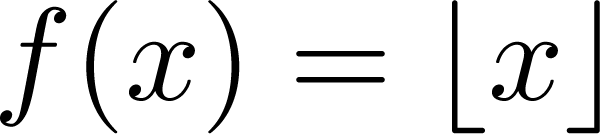 f(x) = ⌊x⌋